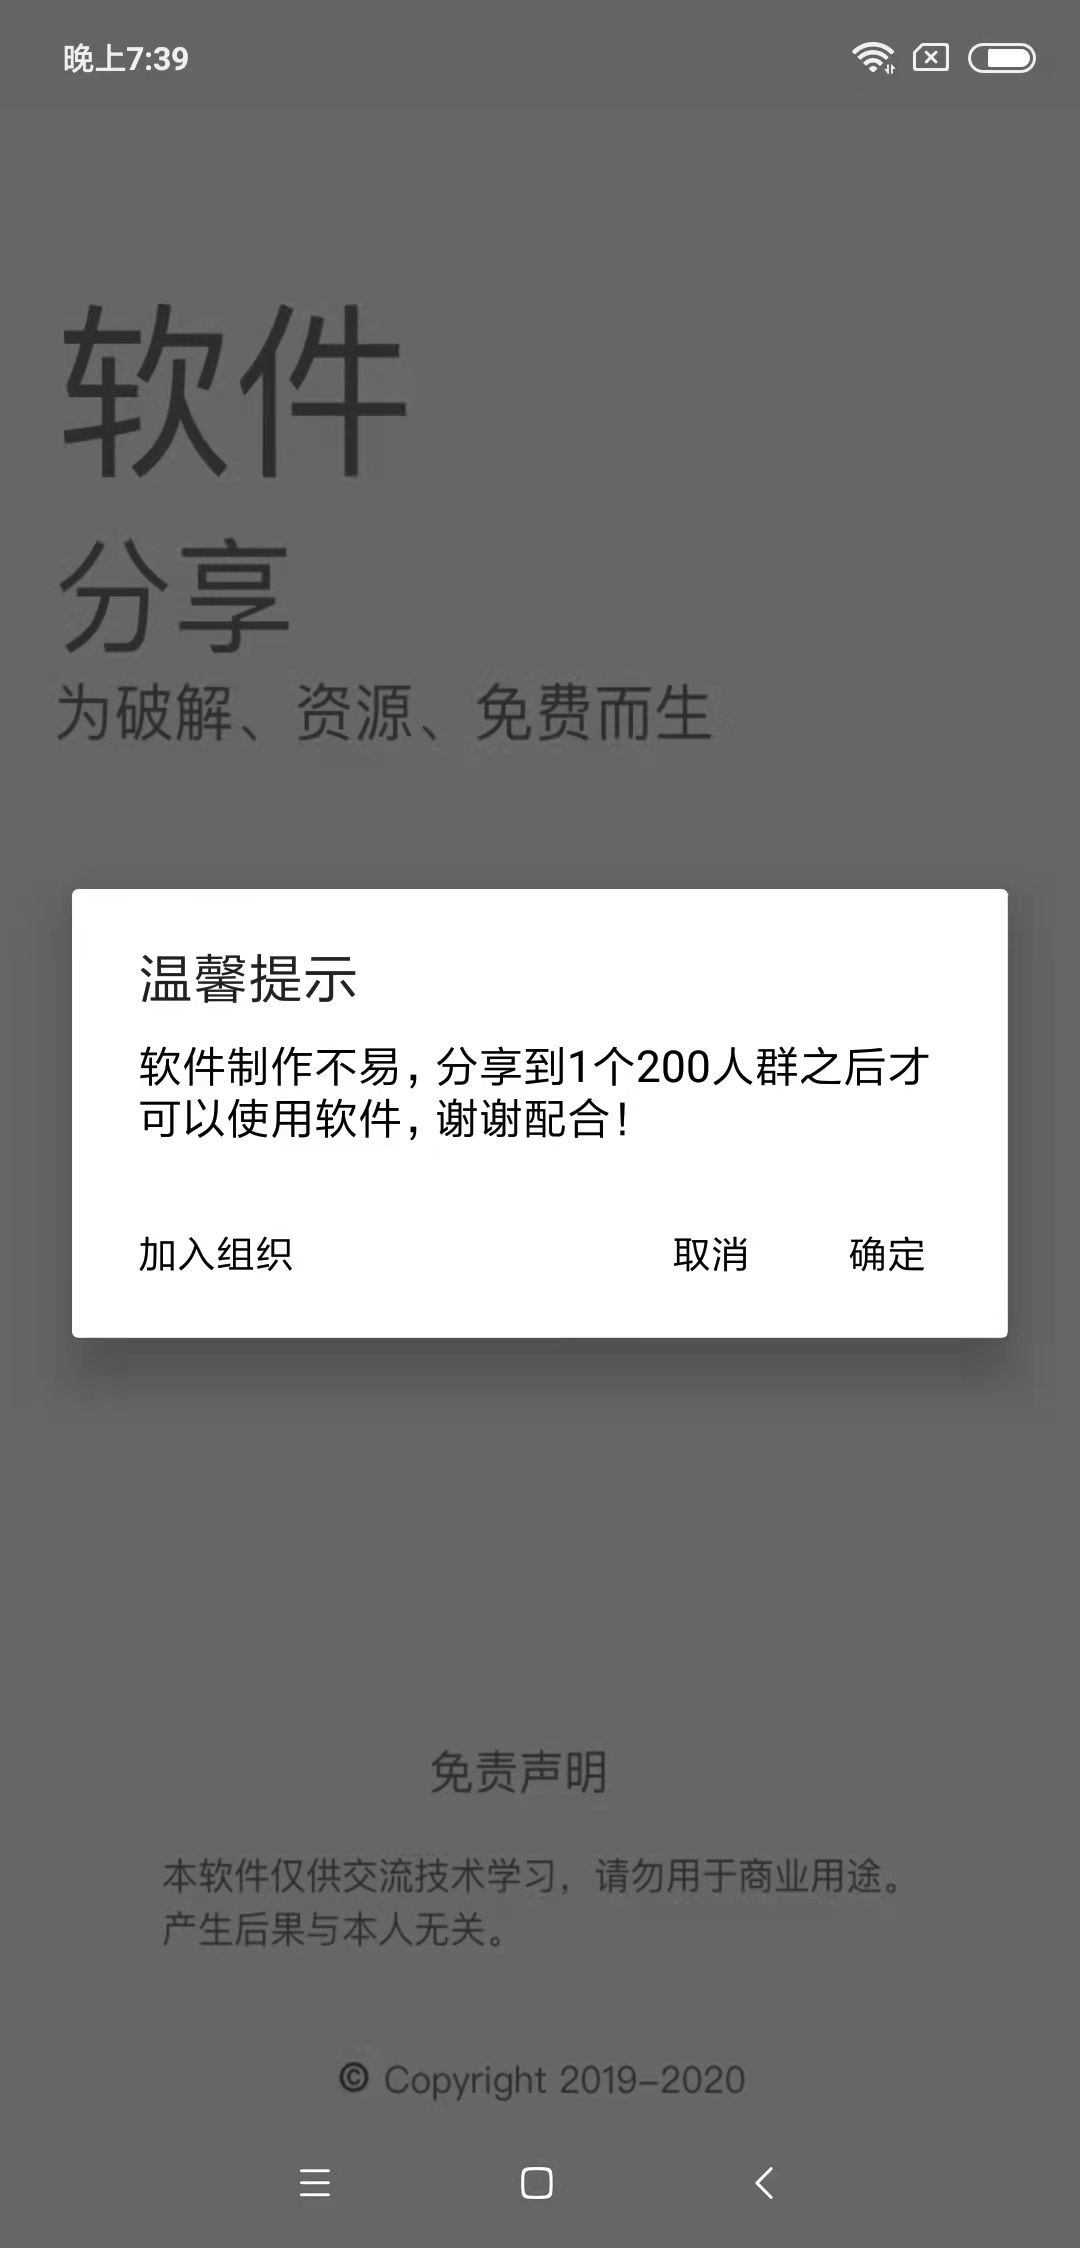 晚上7:39
软件
分享
为破解、资源、免费而生
温馨提示
软件制作不易，分享到1个200人群之后才
可以使用软件，谢谢配合！
加入组织
取消
确定
免责声明
本软件仅供交流技术学习，请勿用于商业用途。
产生后果与本人无关。
© Copyright 2019-2020